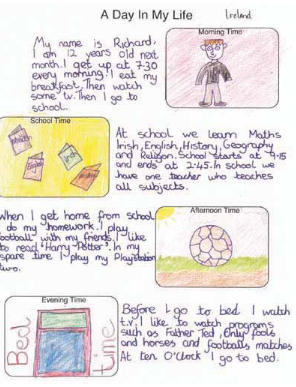 A Day In My Life
Ireland
Morning Time
My name is Richard,
I am 12 years old next
month. I get up at 7:30
every morning. I eat my
breakfast. Then watch
some tv. Then I go to
school.
School Time
Maths
Irish
At school we learn Maths
Irish, English, History, Geography
and Religion. School starts at 9.15
and ends at 2.45. In school we
have one teacher who teaches
all subjects.
Afternoon Time
When I get home from school
I do my homework. I play
football with my friends. I like
to read "Harry Potter". In my
spare time I play my Playstation
two.
Evening Time
Bed
time
Before I go to bed I watch
t.v. I like to watch programs
such as Father Ted, Only fools
and horses and footballs matches
At ten O'Clock I go to bed.